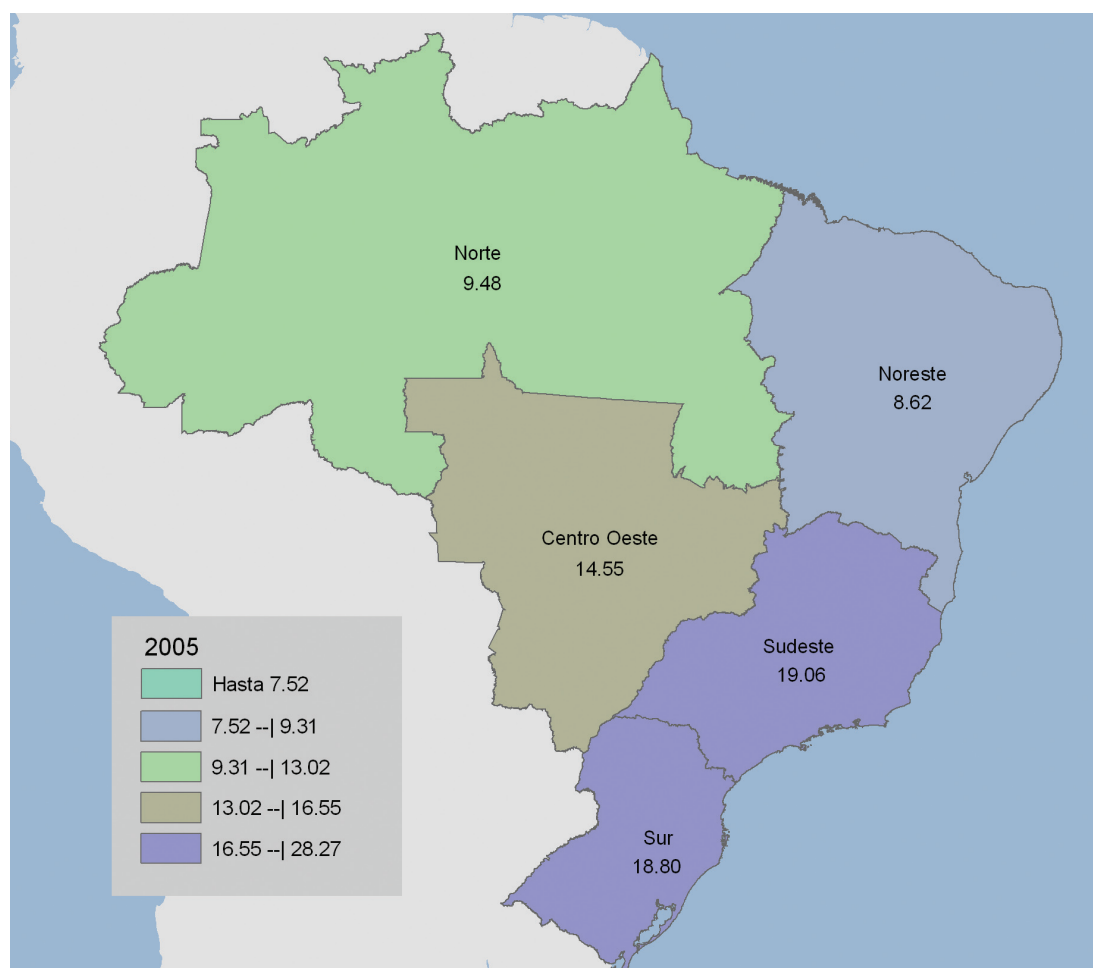 Norte
9.48
Noreste
8.62
Centro Oeste
14.55
Sudeste
19.06
Sur
18.80
2005
Hasta 7.52
7.52 --| 9.31
9.31 --| 13.02
13.02 --| 16.55
16.55 --| 28.27